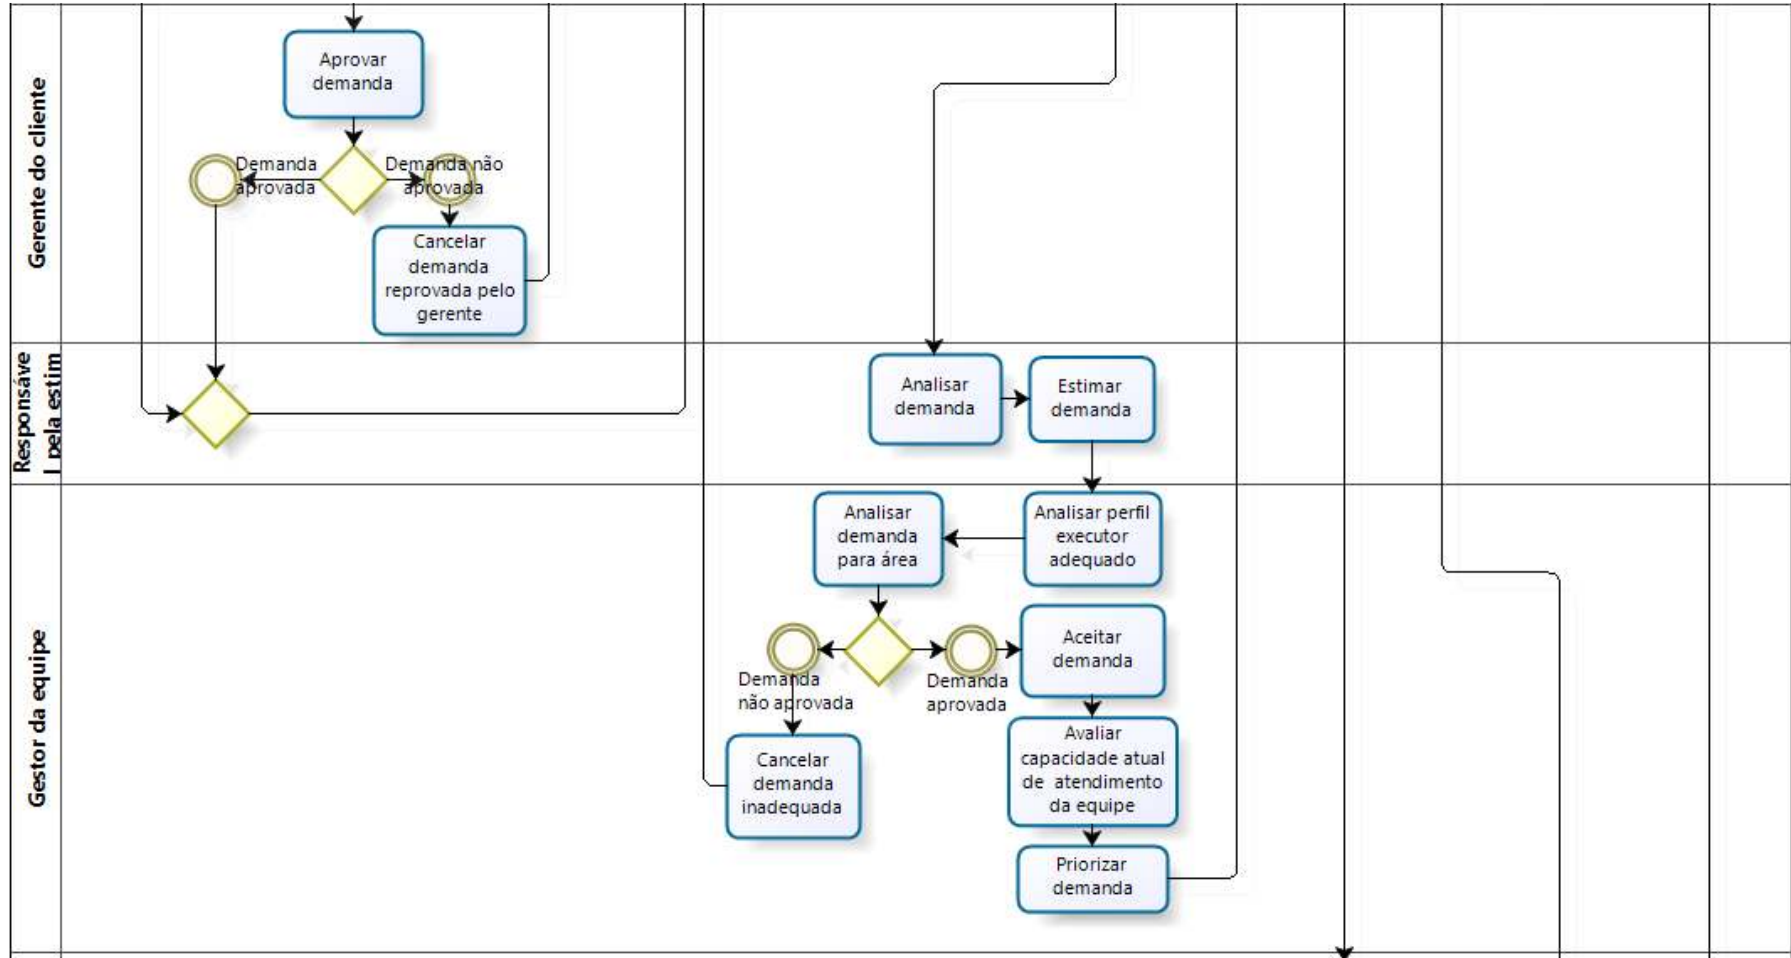 Gerente do cliente
Aprovar
demanda
Demanda
aprovada
Demanda não
aprovada
Cancelar
demanda
reprovada pelo
gerente
Responsáve
l pela estim
Analisar
demanda
Estimar
demanda
Gestor da equipe
Analisar
demanda
para área
Analisar perfil
executor
adequado
Demanda
não aprovada
Demanda
aprovada
Aceitar
demanda
Cancelar
demanda
inadequada
Avaliar
capacidade atual
de atendimento
da equipe
Priorizar
demanda